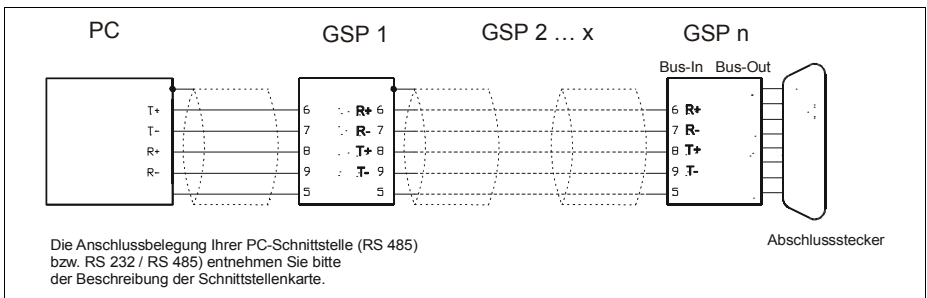 PC GSP 1 GSP 2 … x GSP n
Bus-In Bus-Out
T+ 6 R+ 6 6 R+
T- 7 R- 7 7 R-
R+ 8 T+ 8 8 T+
R- 9 T- 9 9 T-
5 5 5
Abschlussstecker
Die Anschlussbelegung Ihrer PC-Schnittstelle (RS 485)
bzw. RS 232 / RS 485) entnehmen Sie bitte
der Beschreibung der Schnittstellenkarte.